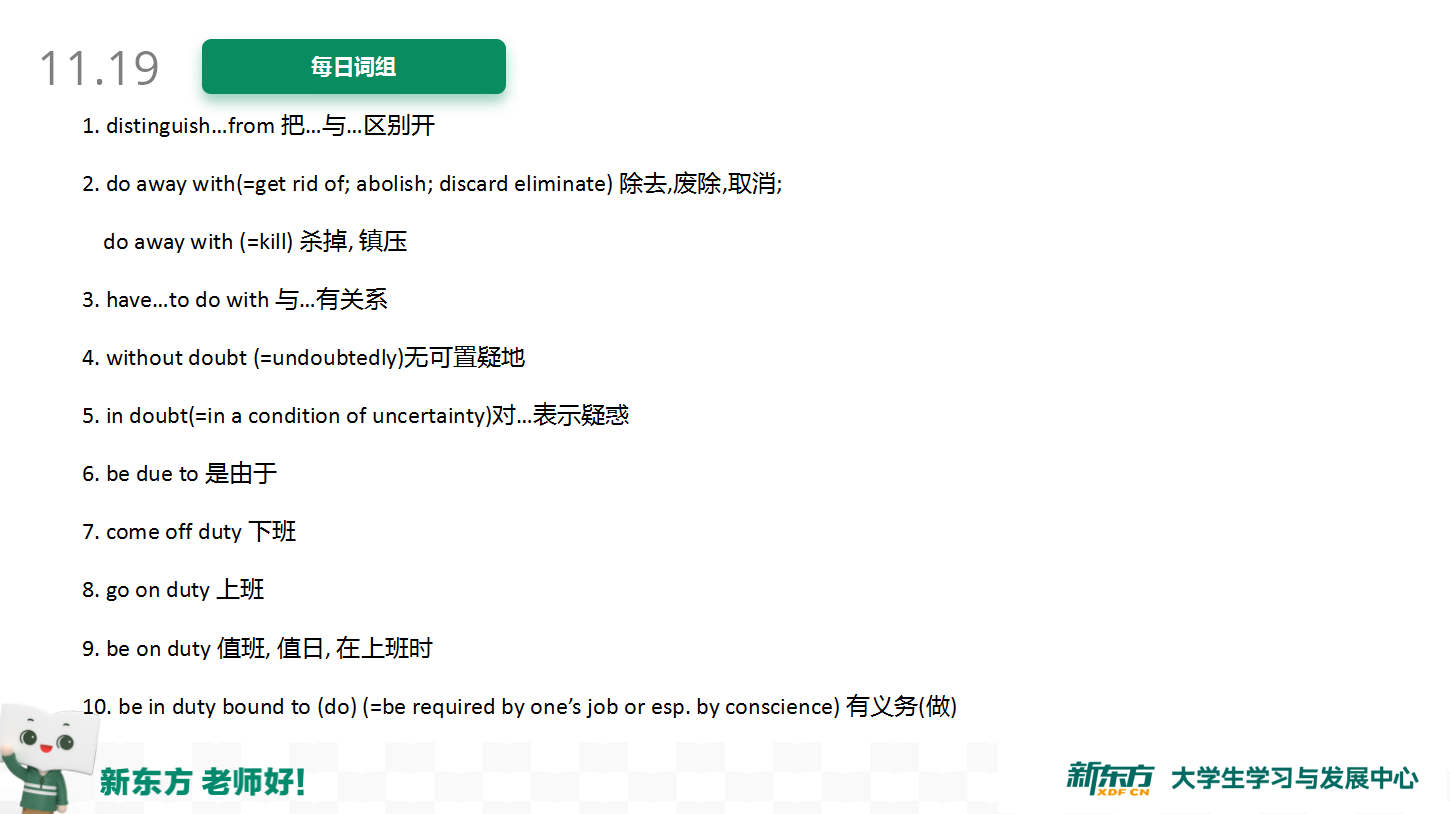 11.19
每日词组
1. distinguish…from 把…与…区别开
2. do away with(=get rid of; abolish; discard eliminate) 除去,废除,取消;
do away with (=kill) 杀掉, 镇压
3. have…to do with 与…有关系
4. without doubt (=undoubtedly)无可置疑地
5. in doubt(=in a condition of uncertainty)对…表示疑惑
6. be due to 是由于
7. come off duty 下班
8. go on duty 上班
9. be on duty 值班, 值日, 在上班时
10. be in duty bound to (do) (=be required by one’s job or esp. by conscience) 有义务(做)
新东方 老师好!
新东方 XDF.CN 大学生学习与发展中心